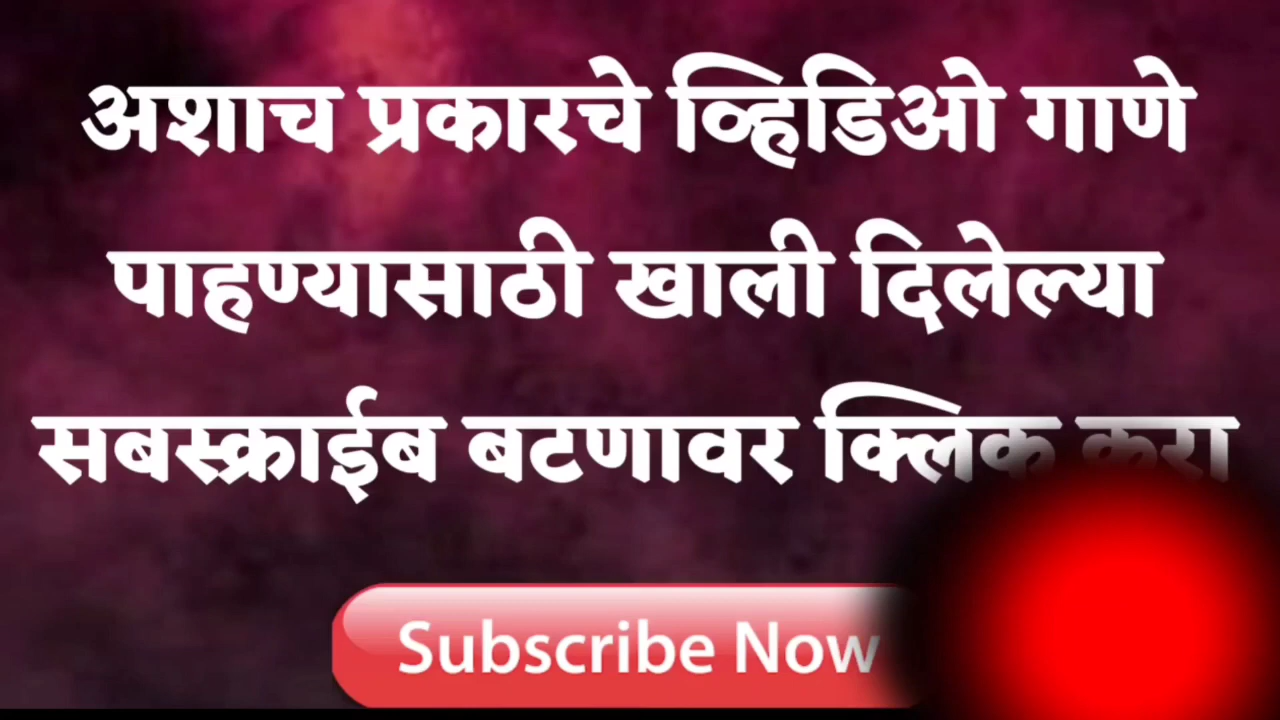 अशाच प्रकारचे व्हिडिओ गाणे
पाहण्यासाठी खाली दिलेल्या
सबस्क्राईब बटणावर क्लिक करा
Subscribe Now